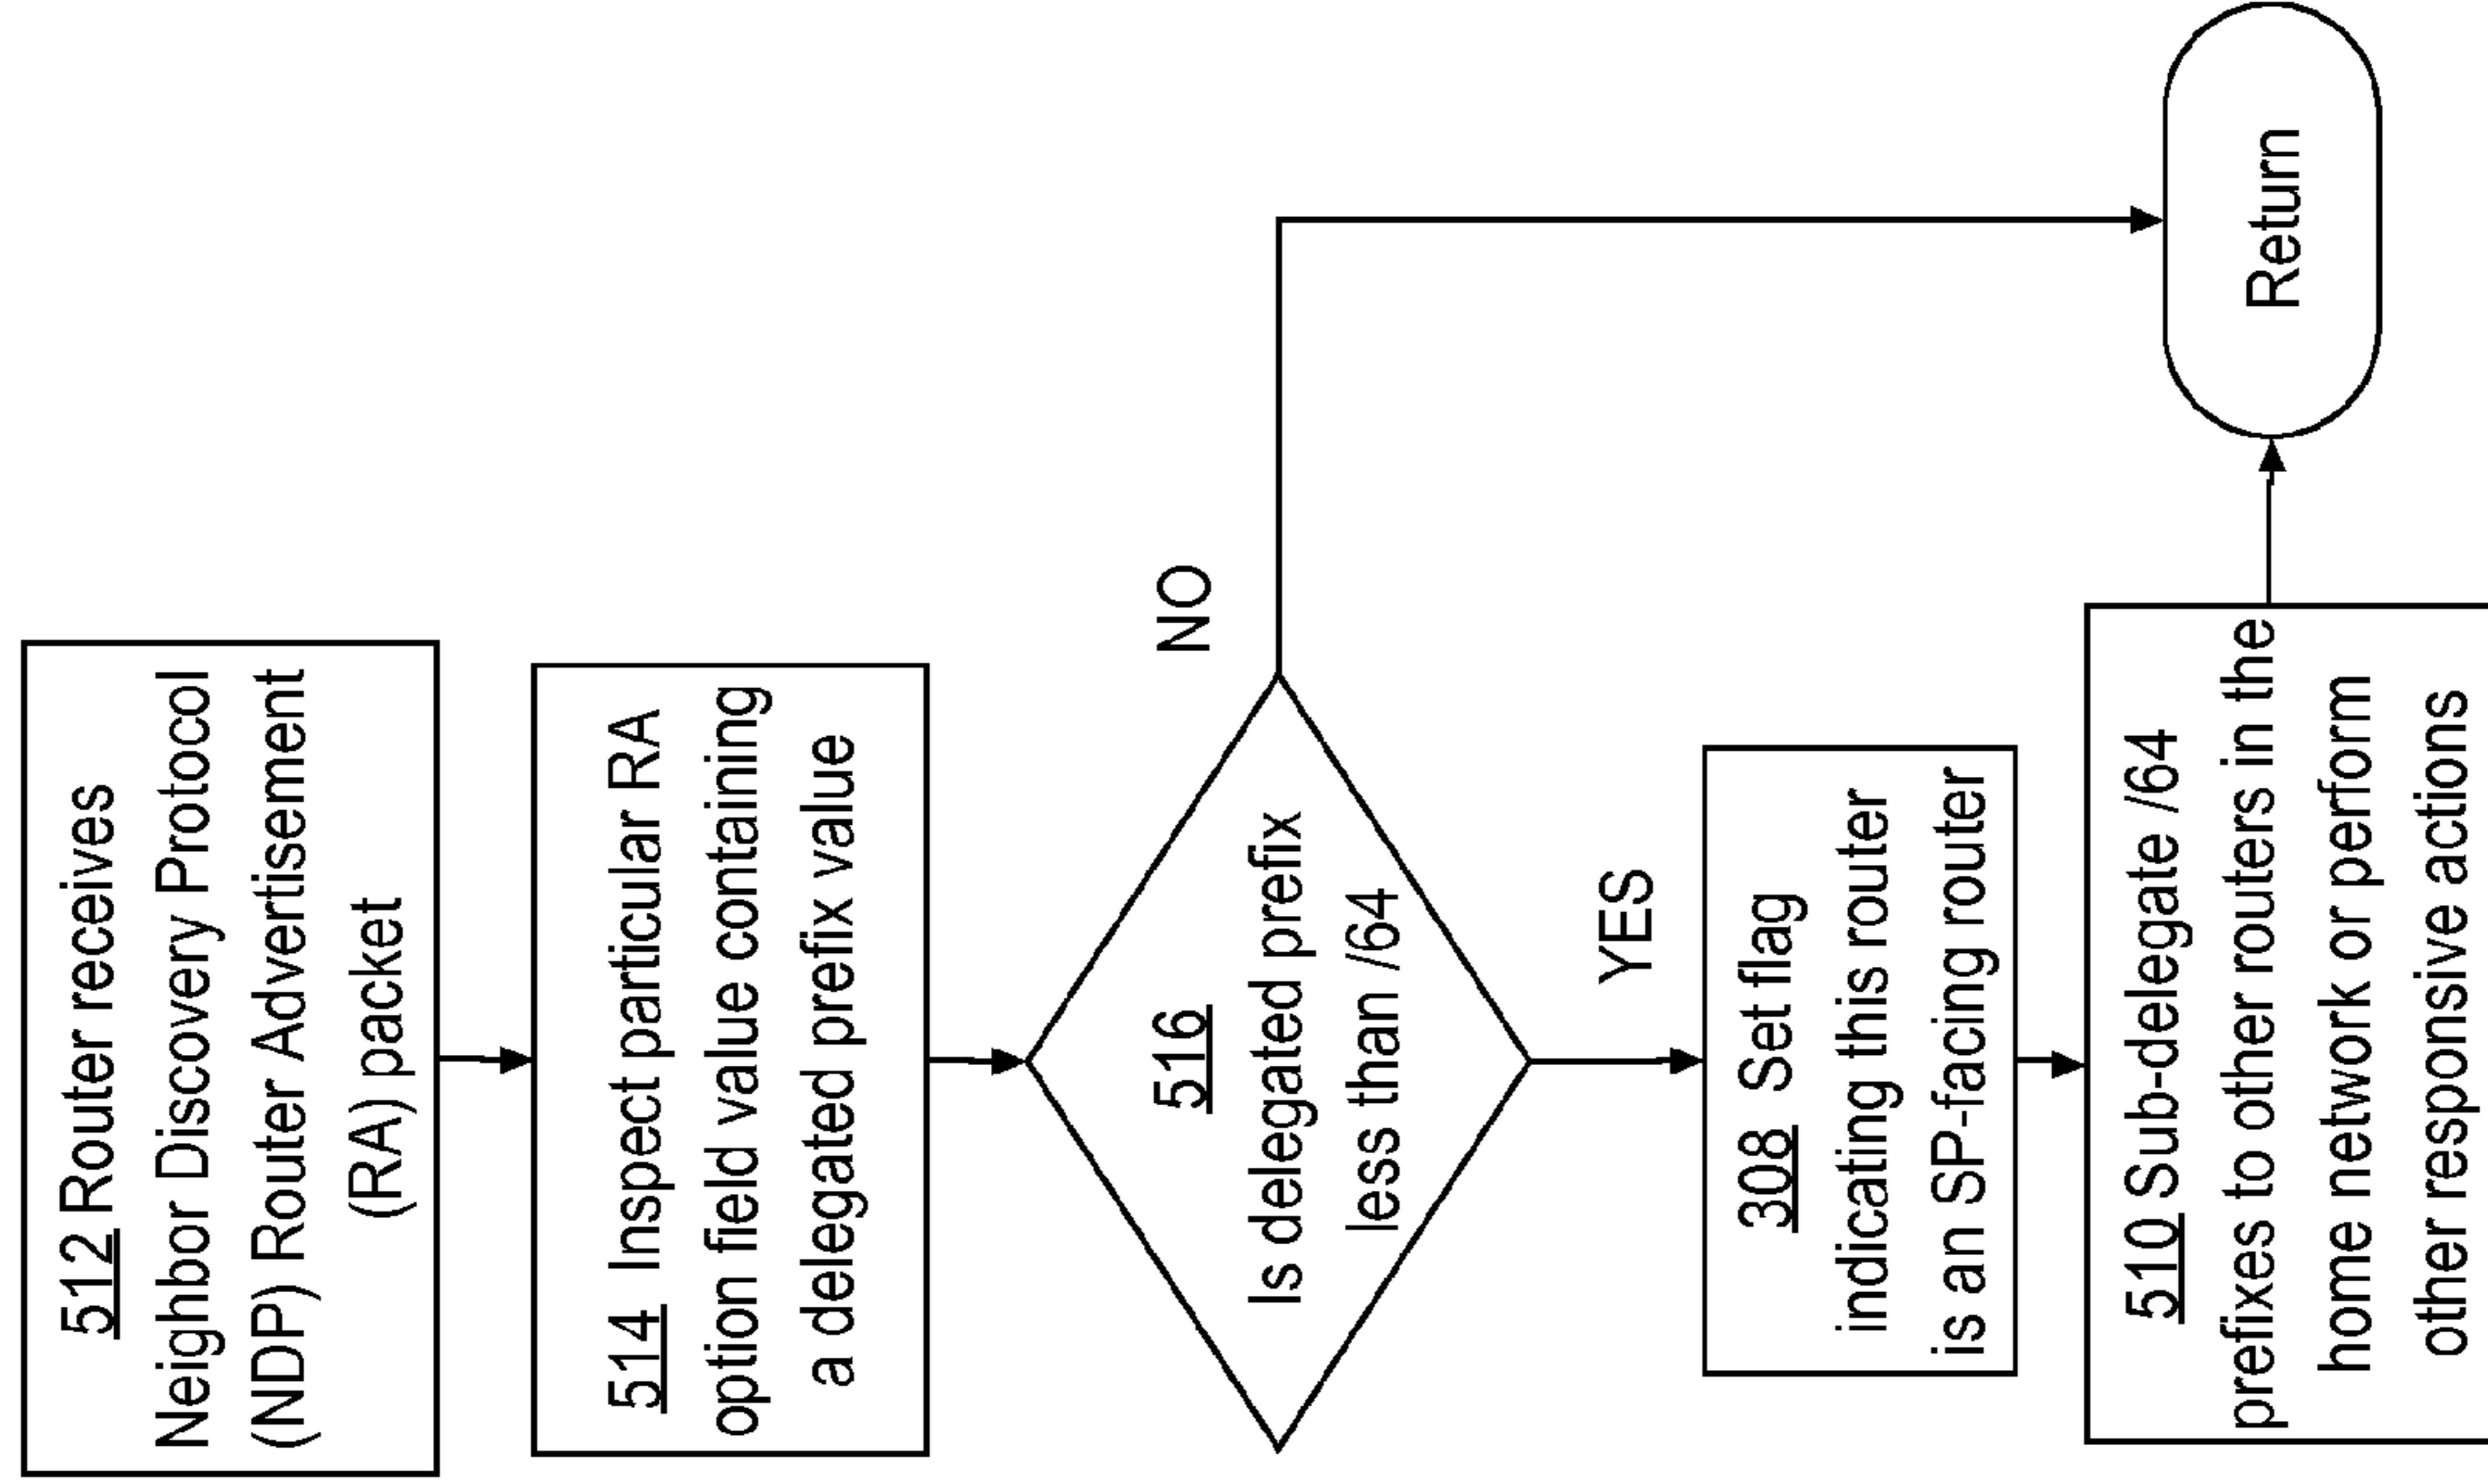 512 Router receives
Neighbor Discovery Protocol
(NDP) Router Advertisement
(RA) packet
514 Inspect particular RA
option field value containing
a delegated prefix value
516
Is delegated prefix
less than /64
NO
YES
308 Set flag
indicating this router
is an SP-facing router
510 Sub-delegate /64
prefixes to other routers in the
home network or perform
other responsive actions
Return